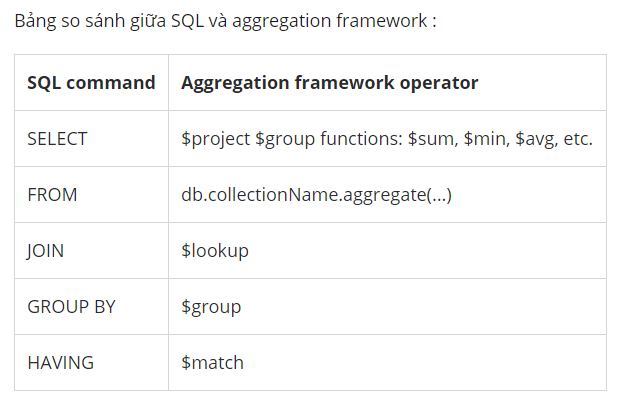 Bảng so sánh giữa SQL và aggregation framework :
SQL command Aggregation framework operator
SELECT $project $group functions: $sum, $min, $avg, etc.
FROM db.collectionName.aggregate(...)
JOIN $lookup
GROUP BY $group
HAVING $match